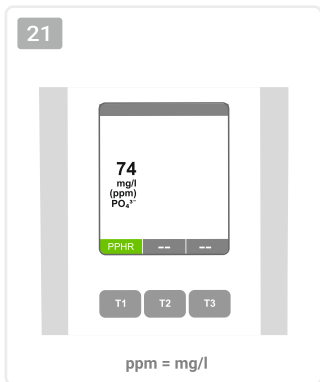 21
74
mg/l
(ppm)
PO₄³⁻
PPHR -- --
T1 T2 T3
ppm = mg/l